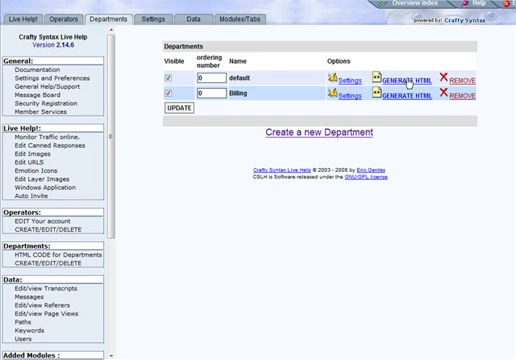 Overview index
Help
Live Help!
Operators
Departments
Settings
Data
Modules/Tabs
powered by: Crafty Syntax
Crafty Syntax Live Help
Version 2.14.6
General:
Documentation
Settings and Preferences
General Help/Support
Message Board
Security Registration
Member Services
Live Help!:
Monitor Traffic online.
Edit Canned Responses
Edit Images
Edit URLS
Emotion Icons
Edit Layer Images
Windows Application
Auto Invite
Operators:
EDIT Your account
CREATE/EDIT/DELETE
Departments:
HTML CODE for Departments
CREATE/EDIT/DELETE
Data:
Edit/view Transcripts
Messages
Edit/view Referers
Edit/view Page Views
Paths
Keywords
Users
Added Modules :
Departments
Visible ordering number Name Options
0 default Settings GENERATE HTML REMOVE
0 Billing Settings GENERATE HTML REMOVE
UPDATE
Create a new Department
Crafty Syntax Live Help © 2003 - 2008 by Eric Gerdes
CSLH is Software released under the GNU/GPL license